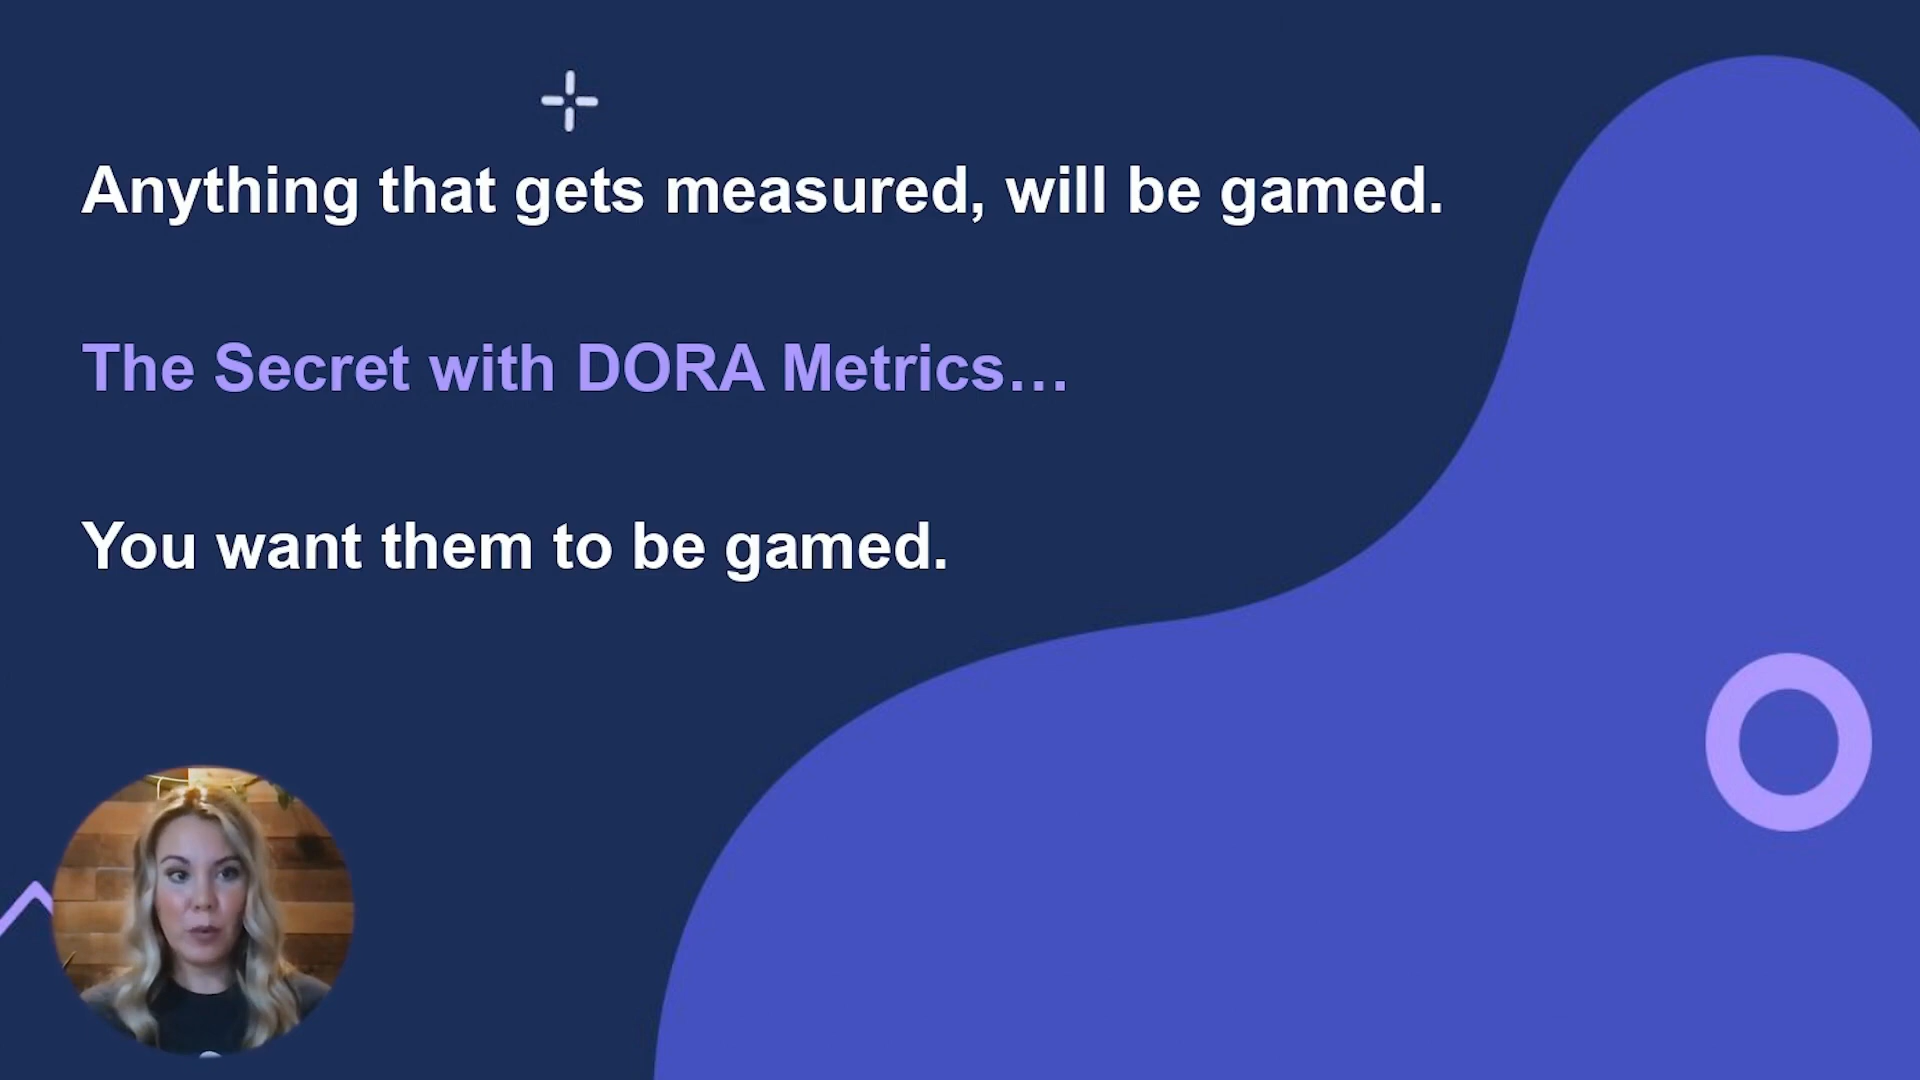 Anything that gets measured, will be gamed.
The Secret with DORA Metrics…
You want them to be gamed.